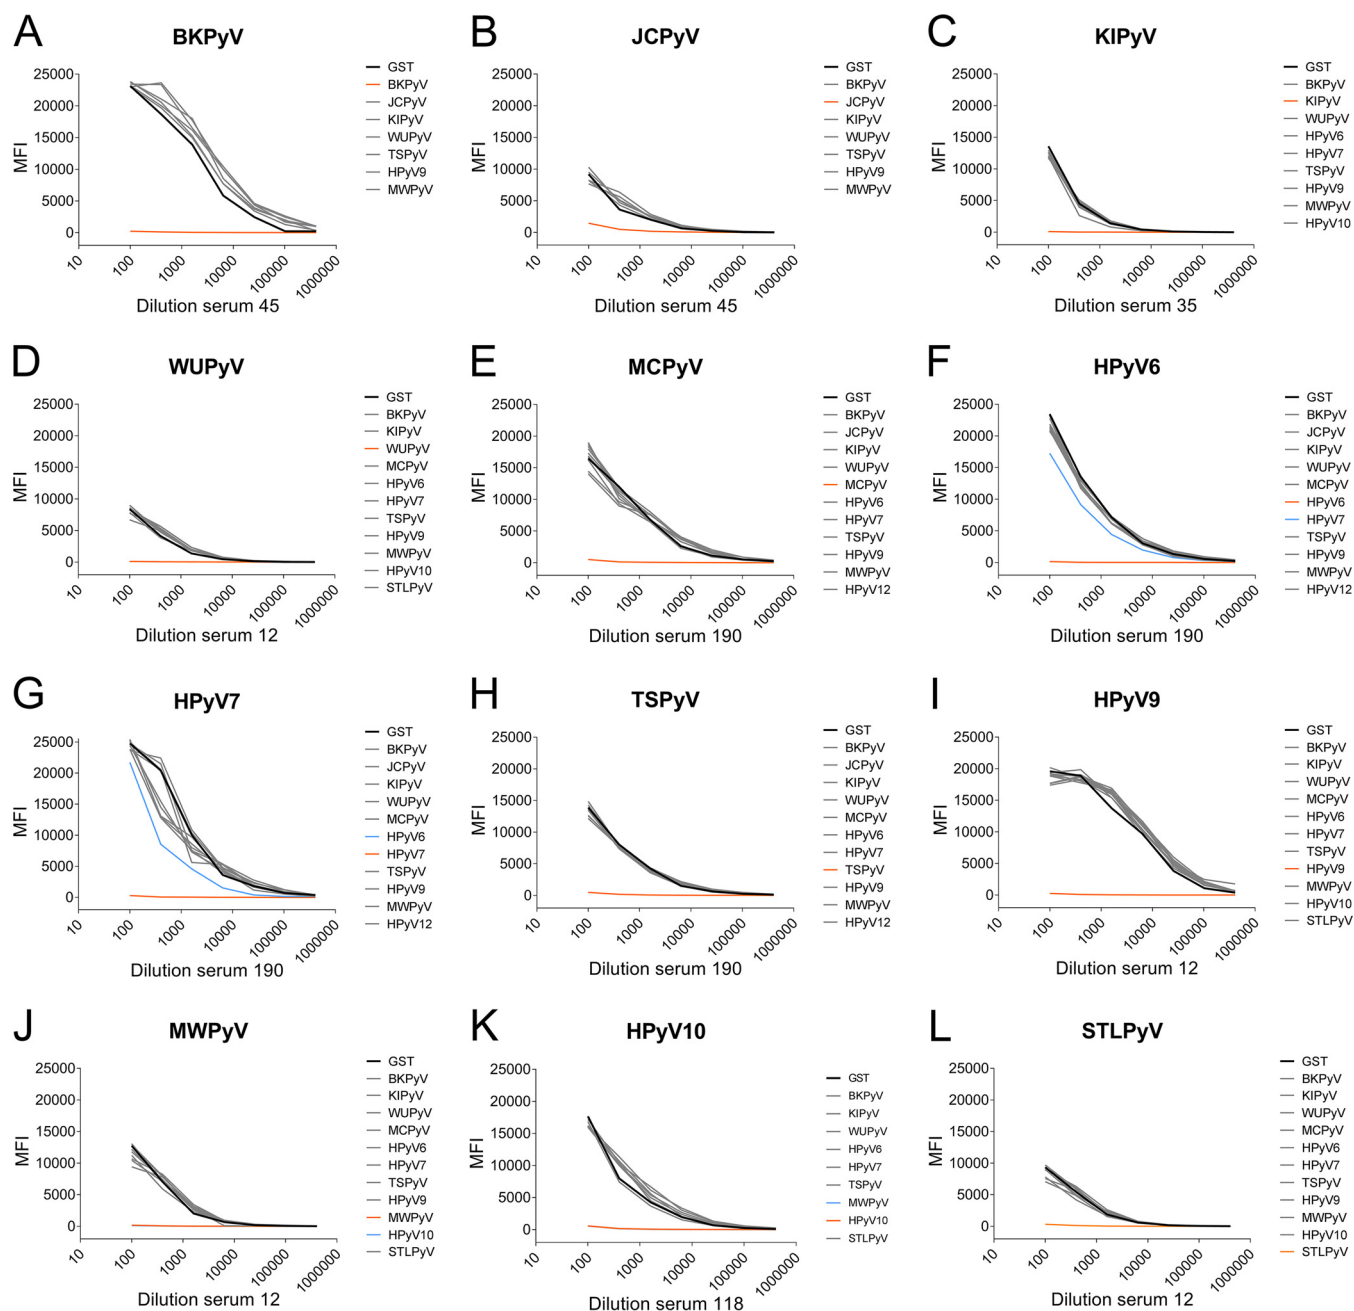 A
BKPyV
25000
20000
15000
10000
5000
0
MFI
10
100
1000
10000
100000
1000000
Dilution serum 45
GST
BKPyV
JCPyV
KIPyV
WUPyV
TSPyV
HPyV9
MWPyV
B
JCPyV
25000
20000
15000
10000
5000
0
MFI
10
100
1000
10000
100000
1000000
Dilution serum 45
GST
BKPyV
JCPyV
KIPyV
WUPyV
TSPyV
HPyV9
MWPyV
C
KIPyV
25000
20000
15000
10000
5000
0
MFI
10
100
1000
10000
100000
1000000
Dilution serum 35
GST
BKPyV
KIPyV
WUPyV
HPyV6
HPyV7
TSPyV
HPyV9
MWPyV
HPyV10
D
WUPyV
25000
20000
15000
10000
5000
0
MFI
10
100
1000
10000
100000
1000000
Dilution serum 12
GST
BKPyV
KIPyV
WUPyV
MCPyV
HPyV6
HPyV7
TSPyV
HPyV9
MWPyV
HPyV10
STLPyV
E
MCPyV
25000
20000
15000
10000
5000
0
MFI
10
100
1000
10000
100000
1000000
Dilution serum 190
GST
BKPyV
JCPyV
KIPyV
WUPyV
MCPyV
HPyV6
HPyV7
TSPyV
HPyV9
MWPyV
HPyV12
F
HPyV6
25000
20000
15000
10000
5000
0
MFI
10
100
1000
10000
100000
1000000
Dilution serum 190
GST
BKPyV
JCPyV
KIPyV
WUPyV
MCPyV
HPyV6
HPyV7
TSPyV
HPyV9
MWPyV
HPyV12
G
HPyV7
25000
20000
15000
10000
5000
0
MFI
10
100
1000
10000
100000
1000000
Dilution serum 190
GST
BKPyV
JCPyV
KIPyV
WUPyV
MCPyV
HPyV6
HPyV7
TSPyV
HPyV9
MWPyV
HPyV12
H
TSPyV
25000
20000
15000
10000
5000
0
MFI
10
100
1000
10000
100000
1000000
Dilution serum 190
GST
BKPyV
JCPyV
KIPyV
WUPyV
MCPyV
HPyV6
HPyV7
TSPyV
HPyV9
MWPyV
HPyV12
I
HPyV9
25000
20000
15000
10000
5000
0
MFI
10
100
1000
10000
100000
1000000
Dilution serum 12
GST
BKPyV
KIPyV
WUPyV
MCPyV
HPyV6
HPyV7
TSPyV
HPyV9
MWPyV
HPyV10
STLPyV
J
MWPyV
25000
20000
15000
10000
5000
0
MFI
10
100
1000
10000
100000
1000000
Dilution serum 12
GST
BKPyV
KIPyV
WUPyV
MCPyV
HPyV6
HPyV7
TSPyV
HPyV9
MWPyV
HPyV10
STLPyV
K
HPyV10
25000
20000
15000
10000
5000
0
MFI
10
100
1000
10000
100000
1000000
Dilution serum 118
GST
BKPyV
KIPyV
WUPyV
HPyV6
HPyV7
TSPyV
MWPyV
HPyV10
STLPyV
L
STLPyV
25000
20000
15000
10000
5000
0
MFI
10
100
1000
10000
100000
1000000
Dilution serum 12
GST
BKPyV
KIPyV
WUPyV
MCPyV
HPyV6
HPyV7
TSPyV
HPyV9
MWPyV
HPyV10
STLPyV